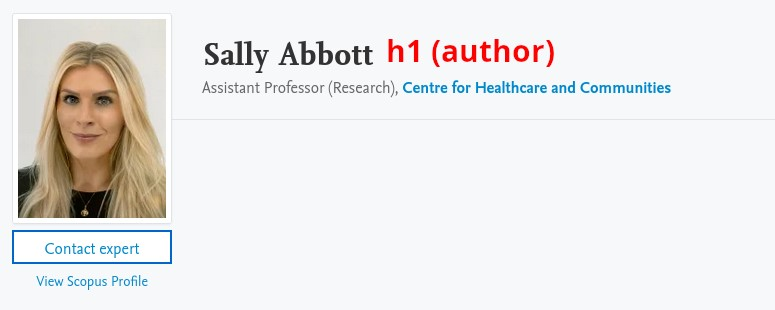 Sally Abbott h1 (author)
Assistant Professor (Research), Centre for Healthcare and Communities
Contact expert
View Scopus Profile